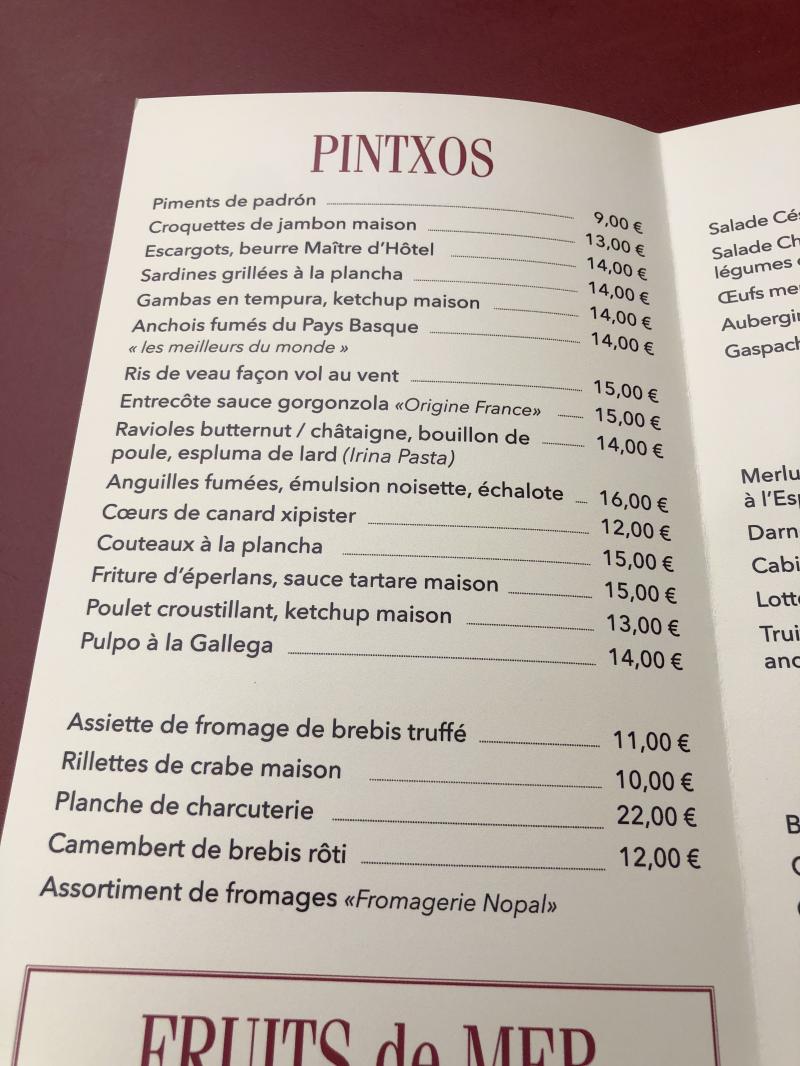 PINTXOS
Piments de padrón 9,00 €
Croquettes de jambon maison 13,00 €
Escargots, beurre Maître d'Hôtel 14,00 €
Sardines grillées à la plancha 14,00 €
Gambas en tempura, ketchup maison 14,00 €
Anchois fumés du Pays Basque 14,00 €
« les meilleurs du monde »
Ris de veau façon vol au vent 15,00 €
Entrecôte sauce gorgonzola «Origine France» 15,00 €
Ravioles butternut / châtaigne, bouillon de 14,00 €
poule, espluma de lard (Irina Pasta)
Anguilles fumées, émulsion noisette, échalote 16,00 €
Cœurs de canard xipister 12,00 €
Couteaux à la plancha 15,00 €
Friture d'éperlans, sauce tartare maison 15,00 €
Poulet croustillant, ketchup maison 13,00 €
Pulpo à la Gallega 14,00 €
Assiette de fromage de brebis truffé 11,00 €
Rillettes de crabe maison 10,00 €
Planche de charcuterie 22,00 €
Camembert de brebis rôti 12,00 €
Assortiment de fromages «Fromagerie Nopal»
FRUITS de MER
Salade
Salade
légumes
Œufs
à